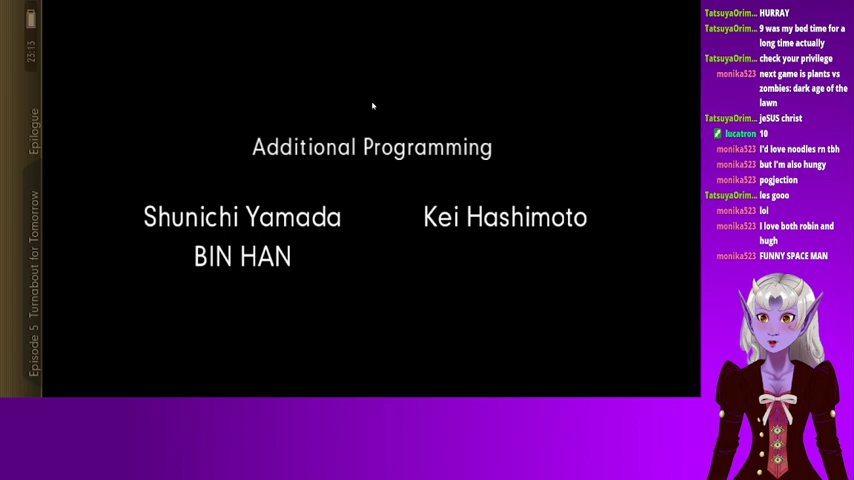 23:13
Epilogue
Episode 5 Turnabout for Tomorrow
Additional Programming
Shunichi Yamada
Kei Hashimoto
BIN HAN
TatsuyaOrim... HURRAY
TatsuyaOrim... 9 was my bed time for a
long time actually
TatsuyaOrim... check your privilege
monika523 next game is plants vs
zombies: dark age of the
lawn
TatsuyaOrim... jeSUS christ
lucatron 10
monika523 I'd love noodles rn tbh
monika523 but I'm also hungy
monika523 pogjection
TatsuyaOrim... les gooo
monika523 lol
monika523 I love both robin and
hugh
monika523 FUNNY SPACE MAN